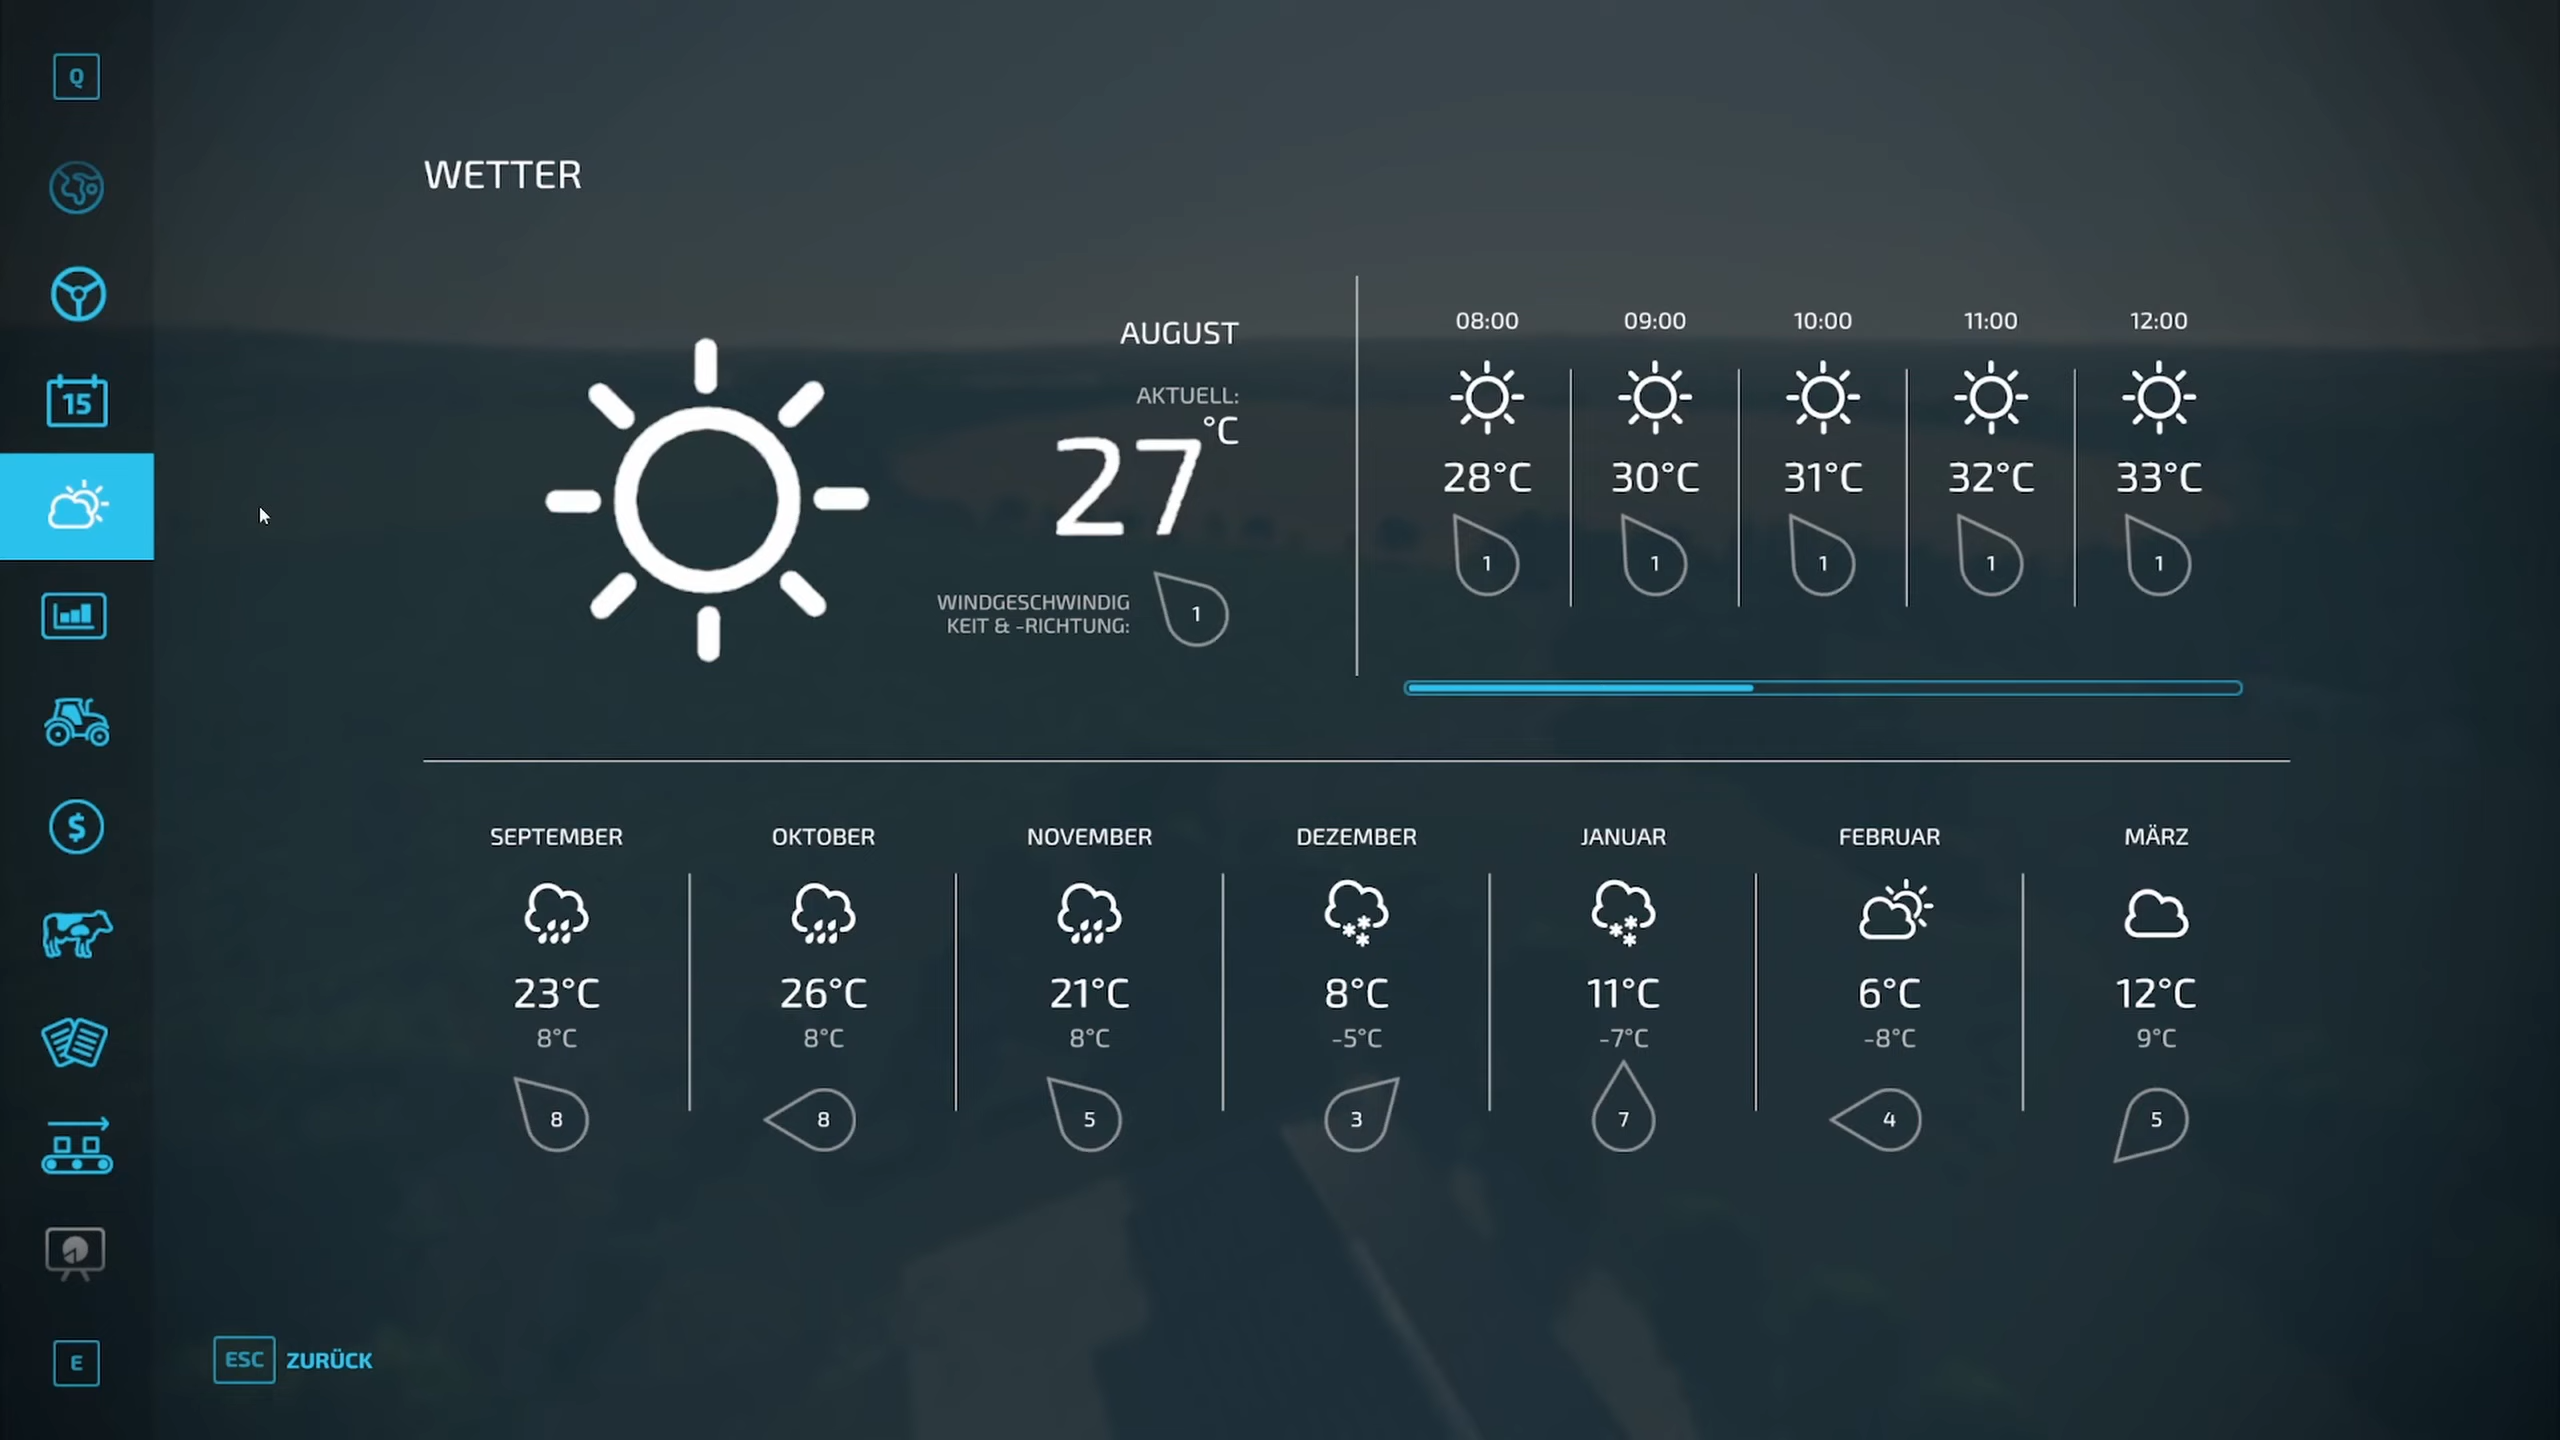 Q
WETTER
15
AUGUST
AKTUELL:
27 °C
WINDGESCHWINDIG
KEIT & -RICHTUNG:
1
08:00 09:00 10:00 11:00 12:00
28°C 30°C 31°C 32°C 33°C
1 1 1 1 1
SEPTEMBER OKTOBER NOVEMBER DEZEMBER JANUAR FEBRUAR MÄRZ
23°C 26°C 21°C 8°C 11°C 6°C 12°C
8°C 8°C 8°C -5°C -7°C -8°C 9°C
8 8 5 3 7 4 5
$
E
ESC ZURÜCK